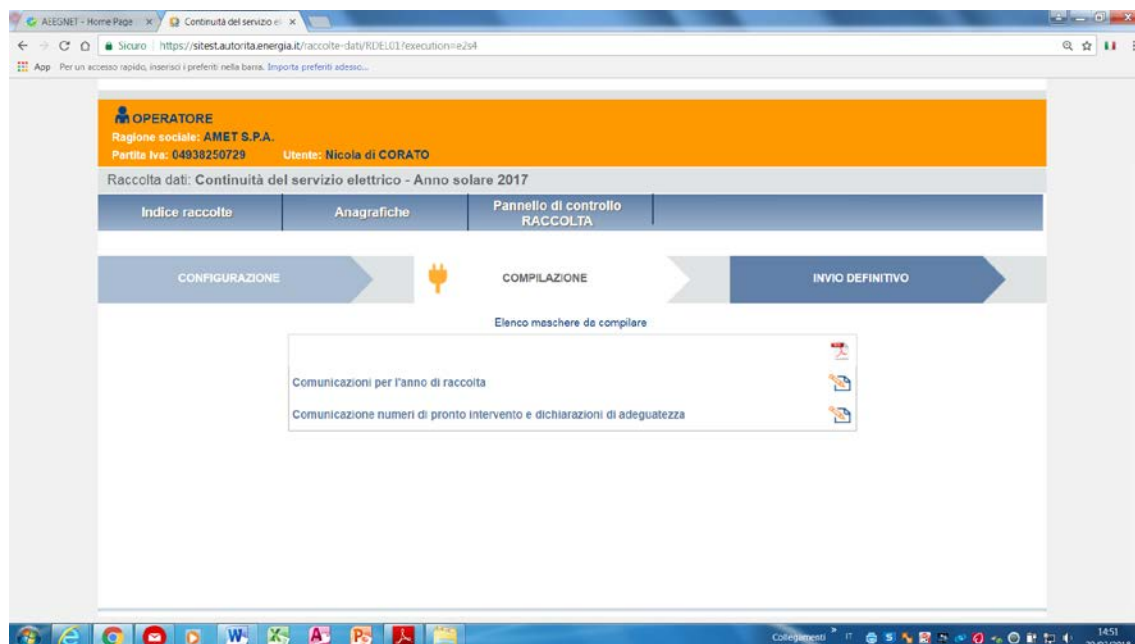 AEEGNET - Home Page
Continuità del servizio el
Sicuro https://sitest.autorita.energia.it/raccolte-dati/RDEL01?execution=e2s4
App Per un accesso rapido, inserisci i preferiti nella barra. Importa preferiti adesso...
OPERATORE
Ragione sociale: AMET S.P.A.
Partita Iva: 04938250729 Utente: Nicola di CORATO
Raccolta dati: Continuità del servizio elettrico - Anno solare 2017
Indice raccolte
Anagrafiche
Pannello di controllo
RACCOLTA
CONFIGURAZIONE
COMPILAZIONE
INVIO DEFINITIVO
Elenco maschere da compilare
Comunicazioni per l'anno di raccolta
Comunicazione numeri di pronto intervento e dichiarazioni di adeguatezza
Collegamenti
IT
14:51